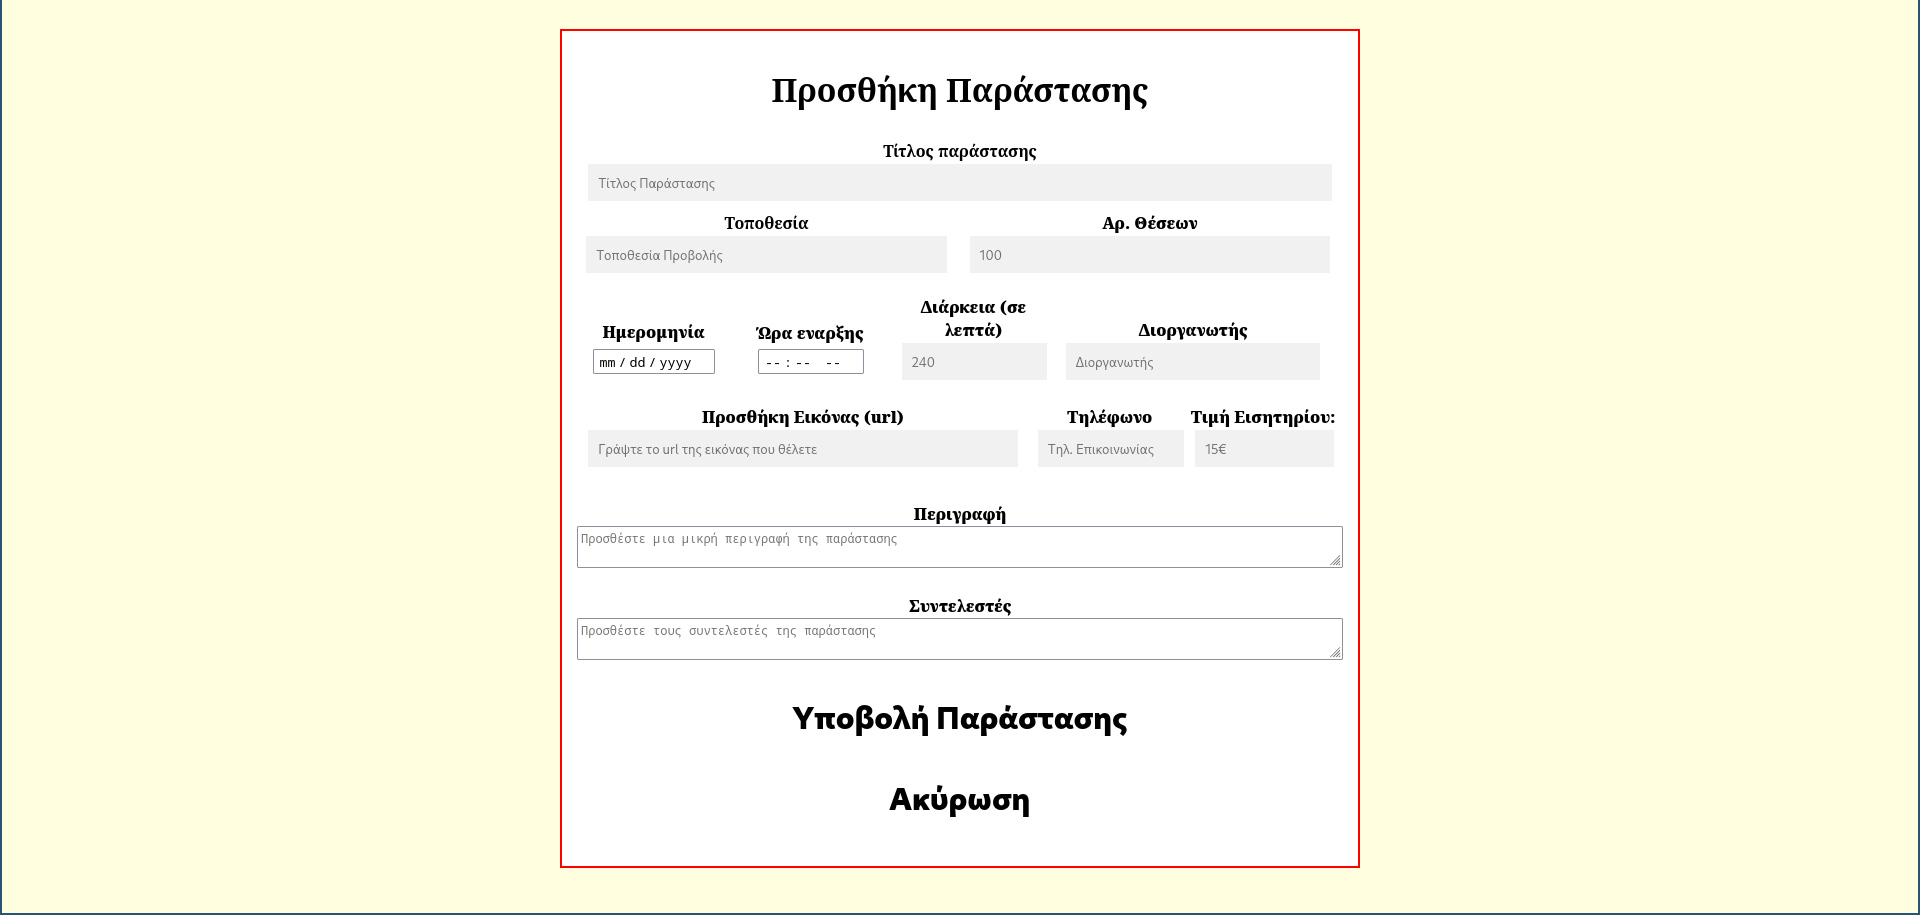 Προσθήκη Παράστασης
Τίτλος παράστασης
Τίτλος Παράστασης
Τοποθεσία
Αρ. Θέσεων
Τοποθεσία Προβολής
100
Ημερομηνία
Ώρα εναρξης
Διάρκεια (σε
λεπτά)
Διοργανωτής
mm / dd / yyyy
-- : -- --
240
Διοργανωτής
Προσθήκη Εικόνας (url)
Τηλέφωνο
Τιμή Εισητηρίου:
Γράψτε το url της εικόνας που θέλετε
Τηλ. Επικοινωνίας
15€
Περιγραφή
Προσθέστε μια μικρή περιγραφή της παράστασης
Συντελεστές
Προσθέστε τους συντελεστές της παράστασης
Υποβολή Παράστασης
Ακύρωση